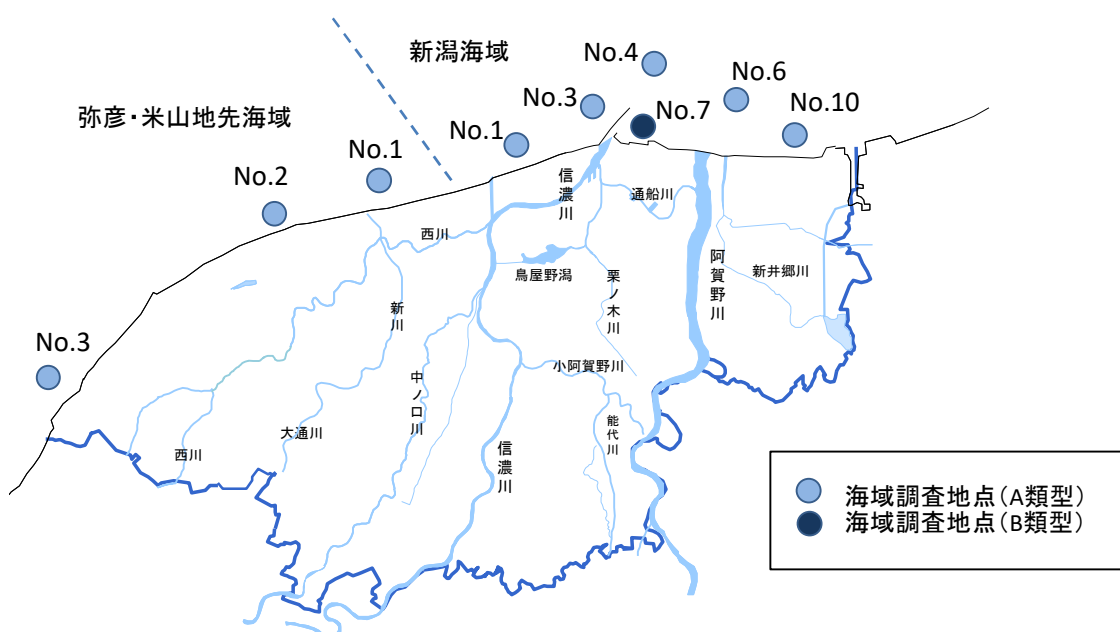 新潟海域
No.4
No.6
No.3
No.10
No.7
弥彦・米山地先海域
No.1
No.1
No.2
信濃川
通船川
西川
阿賀野川
鳥屋野潟
栗ノ木川
新井郷川
新川
No.3
小阿賀野川
中ノ口川
能代川
大通川
西川
信濃川
海域調査地点(A類型)
海域調査地点(B類型)